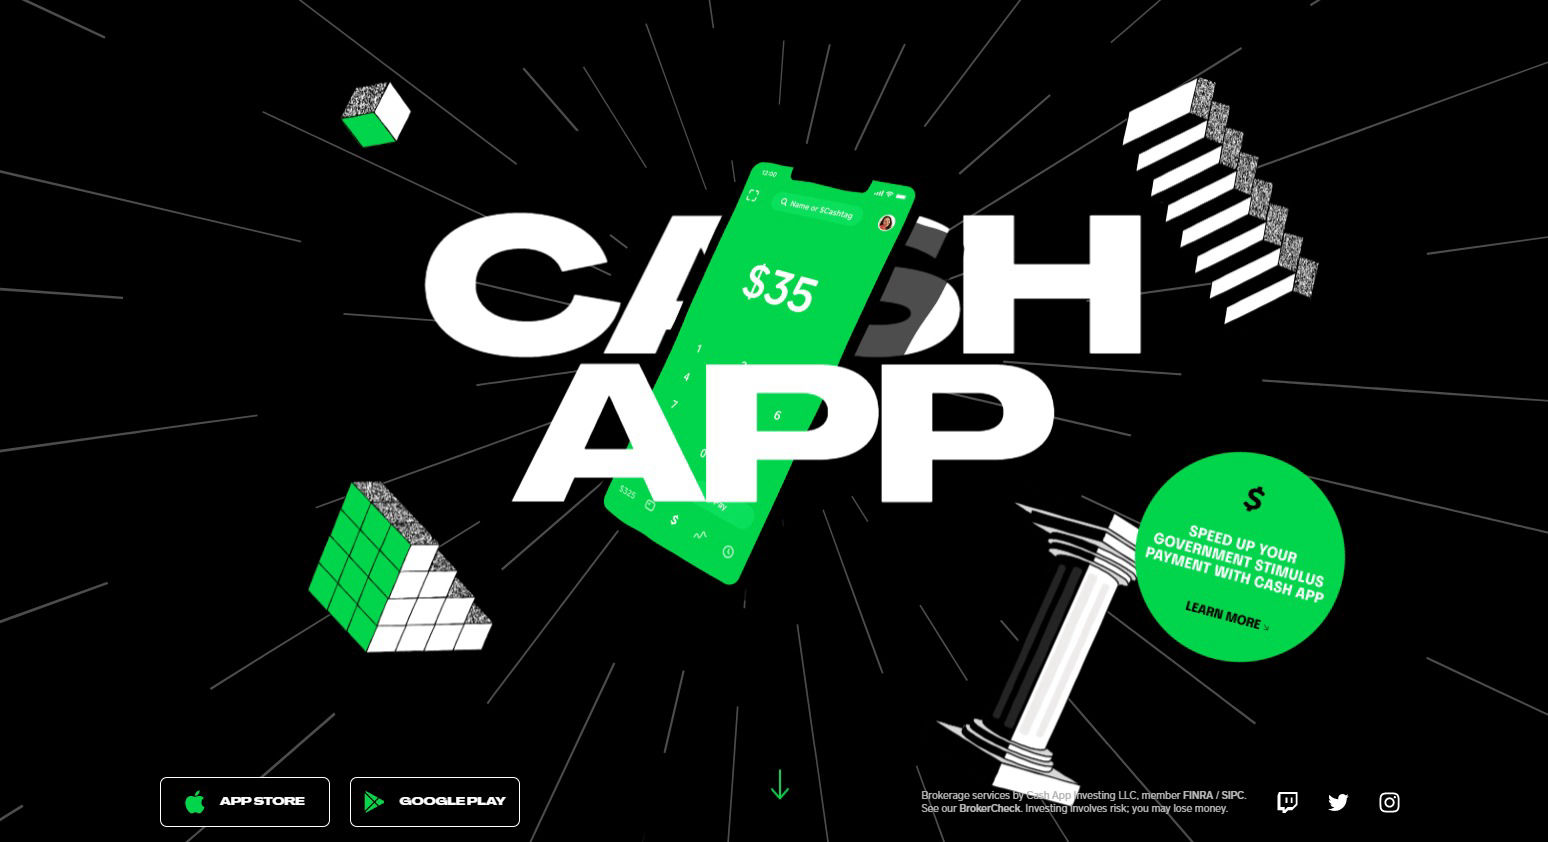 12:00
Name or $Cashtag
CASH
$35
1
4
7
6
0
APP
$325
Pay
$
$
SPEED UP YOUR
GOVERNMENT STIMULUS
PAYMENT WITH CASH APP
LEARN MORE
APP STORE
GOOGLE PLAY
Brokerage services by Cash App Investing LLC, member FINRA / SIPC.
See our BrokerCheck. Investing involves risk; you may lose money.